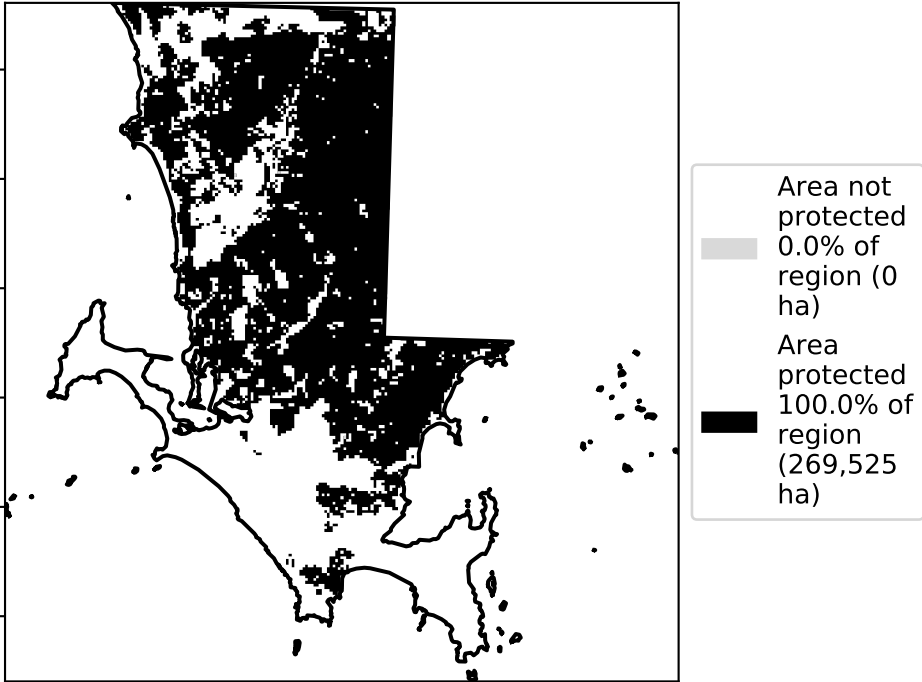 Area not
protected
0.0% of
region (0
ha)
Area
protected
100.0% of
region
(269,525
ha)